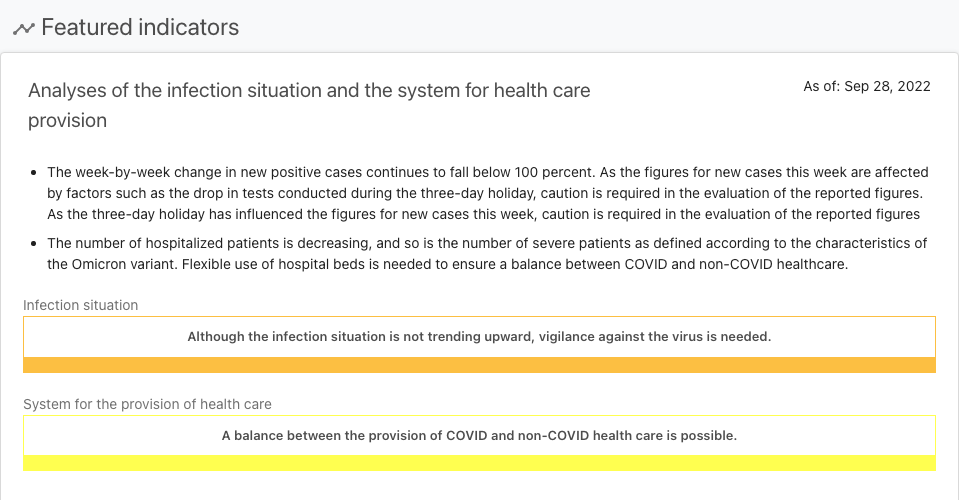 Featured indicators
Analyses of the infection situation and the system for health care
provision
As of: Sep 28, 2022
The week-by-week change in new positive cases continues to fall below 100 percent. As the figures for new cases this week are affected
by factors such as the drop in tests conducted during the three-day holiday, caution is required in the evaluation of the reported figures.
As the three-day holiday has influenced the figures for new cases this week, caution is required in the evaluation of the reported figures
The number of hospitalized patients is decreasing, and so is the number of severe patients as defined according to the characteristics of
the Omicron variant. Flexible use of hospital beds is needed to ensure a balance between COVID and non-COVID healthcare.
Infection situation
Although the infection situation is not trending upward, vigilance against the virus is needed.
System for the provision of health care
A balance between the provision of COVID and non-COVID health care is possible.